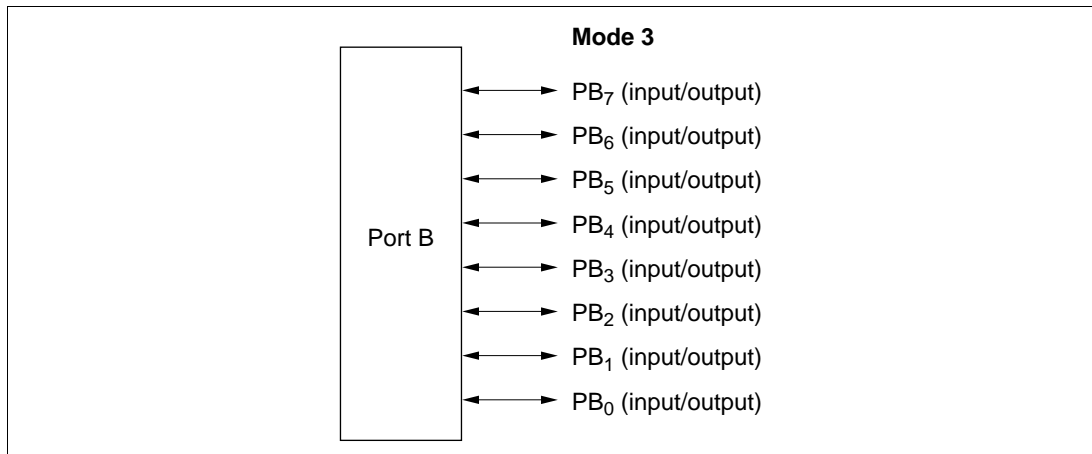 Mode 3
PB7 (input/output)
PB6 (input/output)
PB5 (input/output)
PB4 (input/output)
Port B
PB3 (input/output)
PB2 (input/output)
PB1 (input/output)
PB0 (input/output)